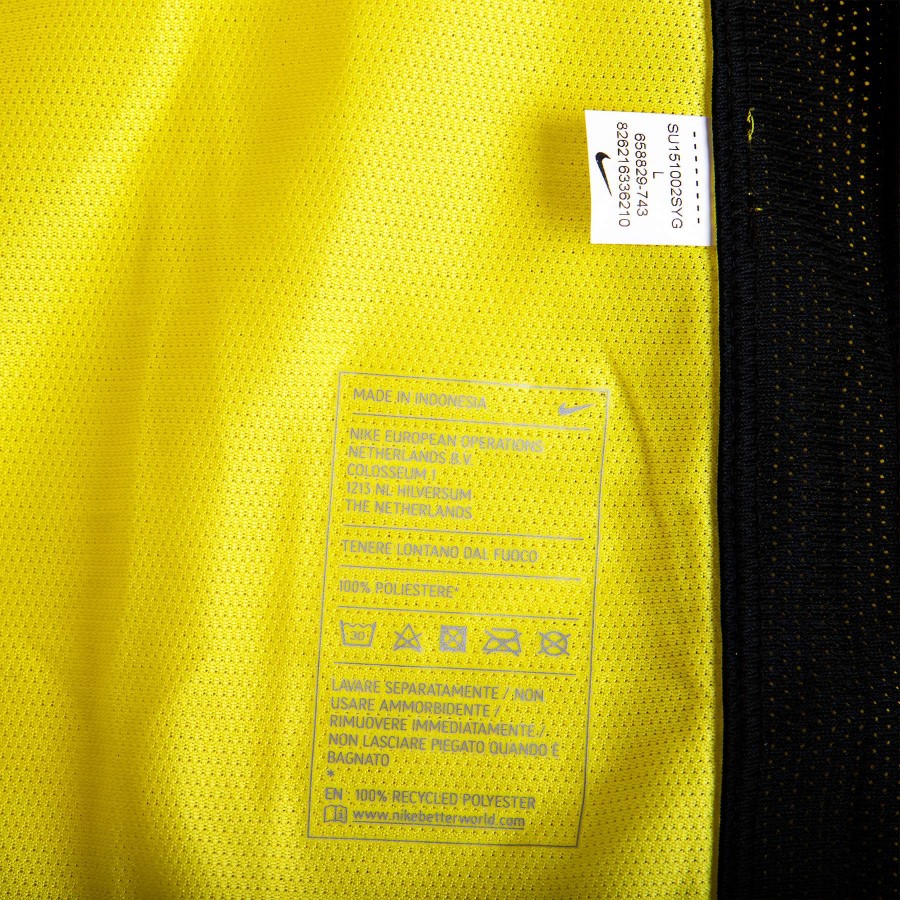 SU151002SYG
L
658829-743
826216336210
MADE IN INDONESIA
NIKE EUROPEAN OPERATIONS
NETHERLANDS B.V.
COLOSSEUM 1
1213 NL HILVERSUM
THE NETHERLANDS
TENERE LONTANO DAL FUOCO
100% POLIESTERE*
30°
LAVARE SEPARATAMENTE / NON
USARE AMMORBIDENTE /
RIMUOVERE IMMEDIATAMENTE /
NON LASCIARE PIEGATO QUANDO È
BAGNATO
*
EN 100% RECYCLED POLYESTER
www.nikebetterworld.com